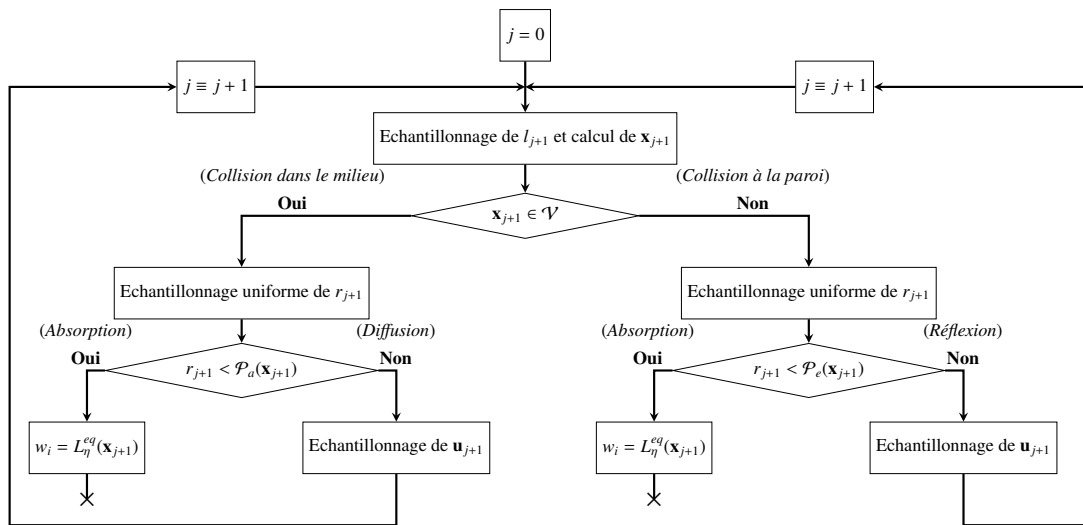 j = 0
j ≡ j + 1
j ≡ j + 1
Echantillonnage de l_{j+1} et calcul de x_{j+1}
(Collision dans le milieu)
(Collision à la paroi)
Oui
x_{j+1} ∈ 𝒱
Non
Echantillonnage uniforme de r_{j+1}
Echantillonnage uniforme de r_{j+1}
(Absorption)
(Diffusion)
(Absorption)
(Réflexion)
Oui
r_{j+1} < 𝒫_a(x_{j+1})
Non
Oui
r_{j+1} < 𝒫_e(x_{j+1})
Non
w_i = L_η^{eq}(x_{j+1})
Echantillonnage de u_{j+1}
w_i = L_η^{eq}(x_{j+1})
Echantillonnage de u_{j+1}